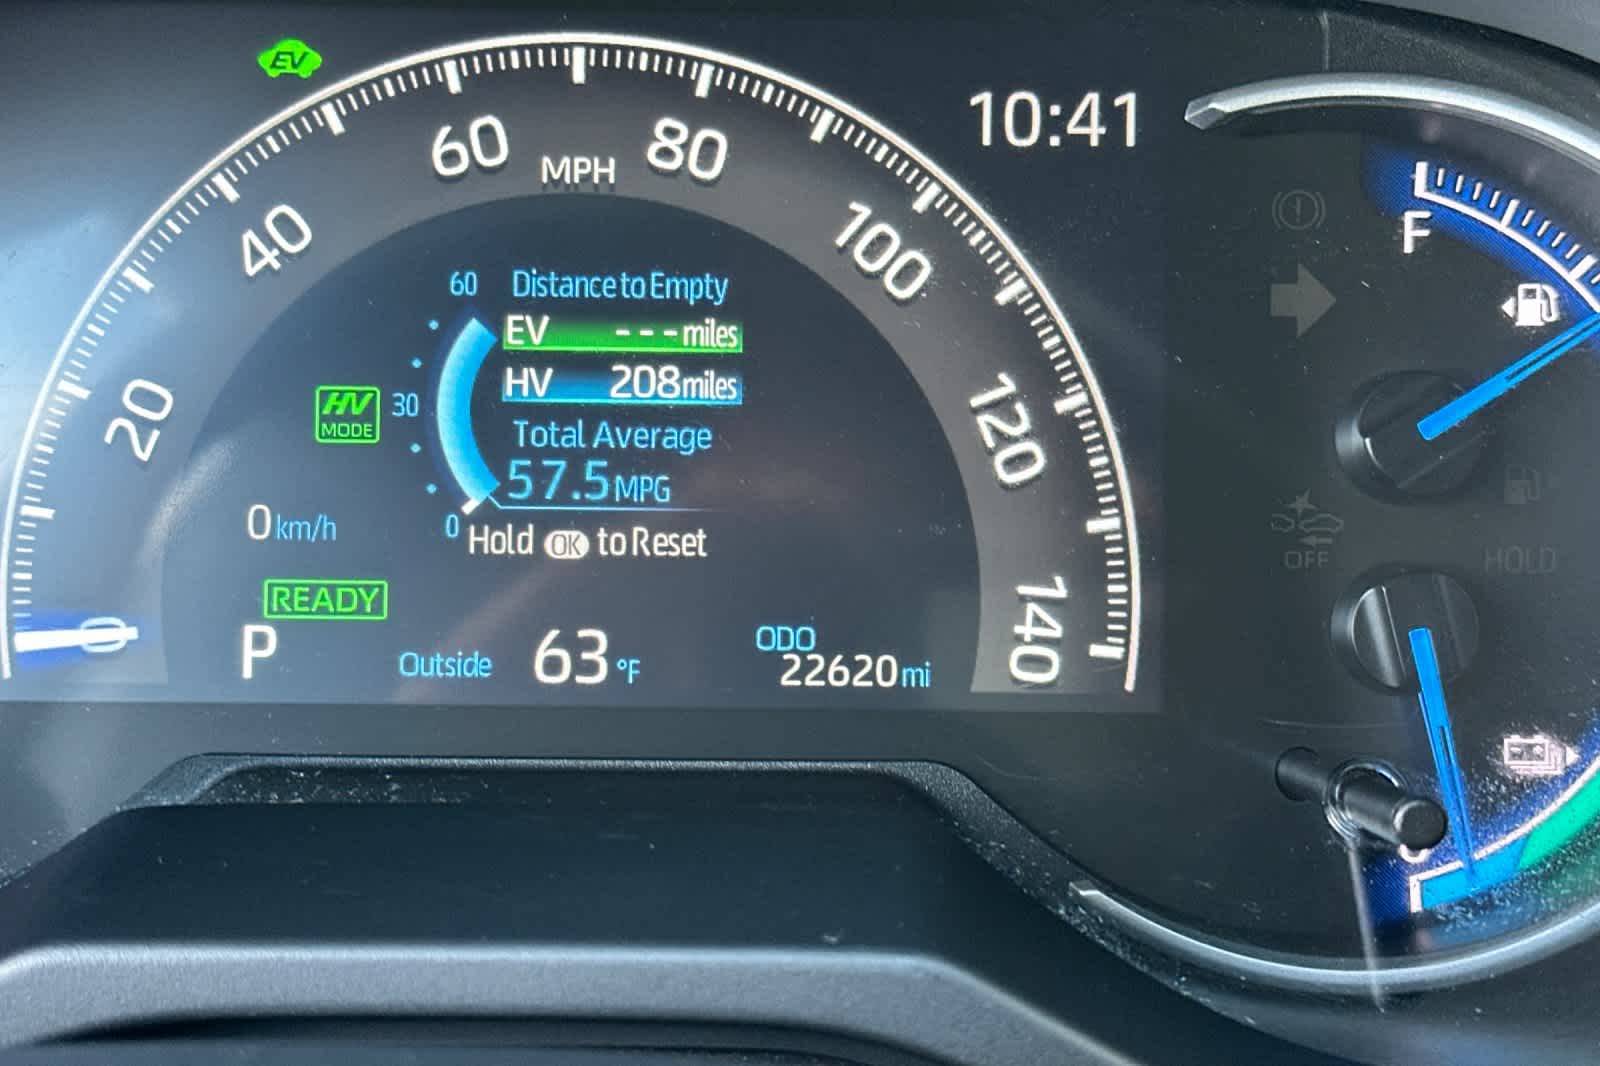 EV
10:41
60
80
MPH
40
100
20
120
140
0
F
60
Distance to Empty
EV ---miles
HV 208miles
HV
MODE
30
Total Average
57.5MPG
0
Hold OK to Reset
0km/h
READY
P
Outside 63°F
ODO
22620mi
OFF
HOLD